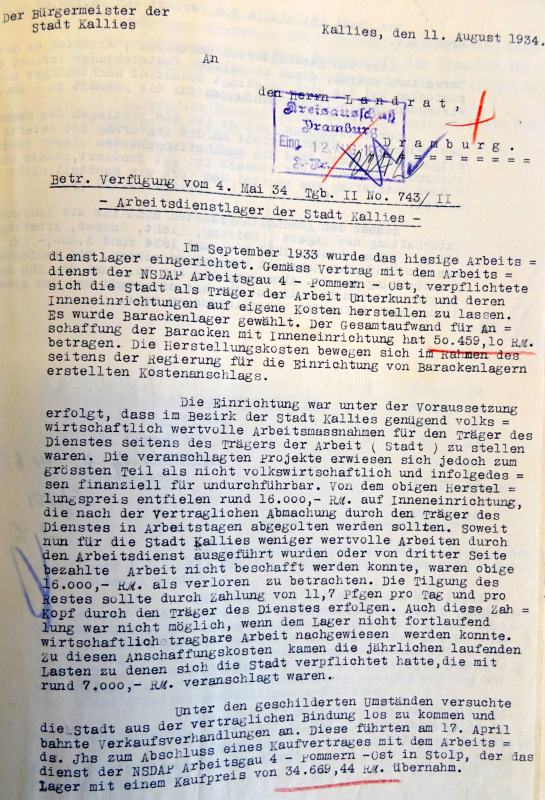 Der Bürgermeister der
Stadt Kallies
Kallies, den 11. August 1934.
An
den Herrn Landrat,
Kreisausschuß
Dramburg
Eing. 12. AUG. 19
Dramburg.
= = = = = = = =
Betr. Verfügung vom 4. Mai 34 Tgb. II No. 743/ II
- Arbeitsdienstlager der Stadt Kallies -
Im September 1933 wurde das hiesige Arbeits =
dienstlager eingerichtet. Gemäss Vertrag mit dem Arbeits =
dienst der NSDAP Arbeitsgau 4 - Pommern - Ost, verpflichtete
sich die Stadt als Träger der Arbeit Unterkunft und deren
Inneneinrichtungen auf eigene Kosten herstellen zu lassen.
Es wurde Barackenlager gewählt. Der Gesamtaufwand für An =
schaffung der Baracken mit Inneneinrichtung hat 50.459,10 RM.
betragen. Die Herstellungskosten bewegen sich im Rahmen des
seitens der Regierung für die Einrichtung von Barackenlagern
erstellten Kostenanschlags.
Die Einrichtung war unter der Voraussetzung
erfolgt, dass im Bezirk der Stadt Kallies genügend volks =
wirtschaftlich wertvolle Arbeitsmassnahmen für den Träger des
Dienstes seitens des Trägers der Arbeit ( Stadt ) zu stellen
waren. Die veranschlagten Projekte erwiesen sich jedoch zum
grössten Teil als nicht volkswirtschaftlich und infolgedes =
sen finanziell für undurchführbar. Von dem obigen Herstel =
lungspreis entfielen rund 16.000,- RM. auf Inneneinrichtung,
die nach der vertraglichen Abmachung durch den Träger des
Dienstes in Arbeitstagen abgegolten werden sollten. Soweit
nun für die Stadt Kallies weniger wertvolle Arbeiten durch
den Arbeitsdienst ausgeführt wurden oder von dritter Seite
bezahlte Arbeit nicht beschafft werden konnte, waren obige
16.000,- RM. als verloren zu betrachten. Die Tilgung des
Restes sollte durch Zahlung von 11,7 Pfgen pro Tag und pro
Kopf durch den Träger des Dienstes erfolgen. Auch diese Zah =
lung war nicht möglich, wenn dem Lager nicht fortlaufend
wirtschaftlich tragbare Arbeit nachgewiesen werden konnte.
Zu diesen Anschaffungskosten kamen die jährlichen laufenden
Lasten zu denen sich die Stadt verpflichtet hatte,die mit
rund 7.000,- RM. veranschlagt waren.
Unter den geschilderten Umständen versuchte
die Stadt aus der vertraglichen Bindung los zu kommen und
bahnte Verkaufsverhandlungen an. Diese führten am 17. April
ds. Jhs zum Abschluss eines Kaufvertrages mit dem Arbeits =
dienst der NSDAP Arbeitsgau 4 - Pommern -Ost in Stolp, der das
Lager mit einem Kaufpreis von 34.669,44 RM. übernahm.